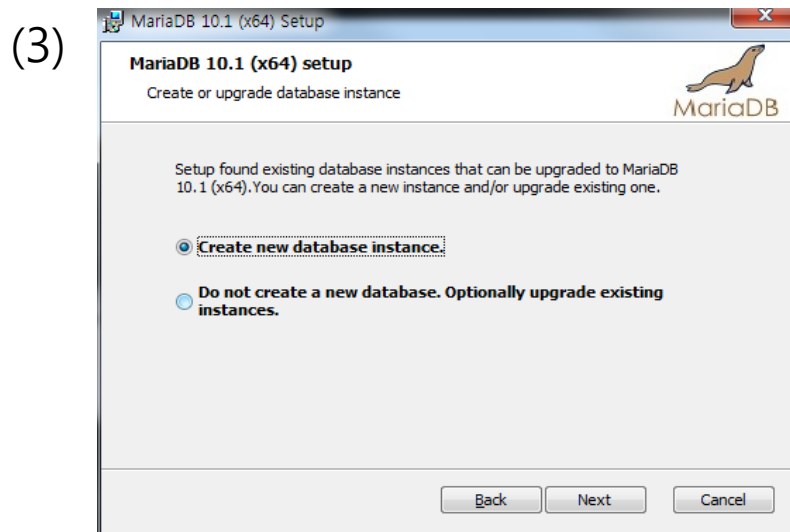 (3)
MariaDB 10.1 (x64) Setup
MariaDB 10.1 (x64) setup
Create or upgrade database instance
MariaDB
Setup found existing database instances that can be upgraded to MariaDB
10.1 (x64).You can create a new instance and/or upgrade existing one.
Create new database instance.
Do not create a new database. Optionally upgrade existing
instances.
Back Next Cancel